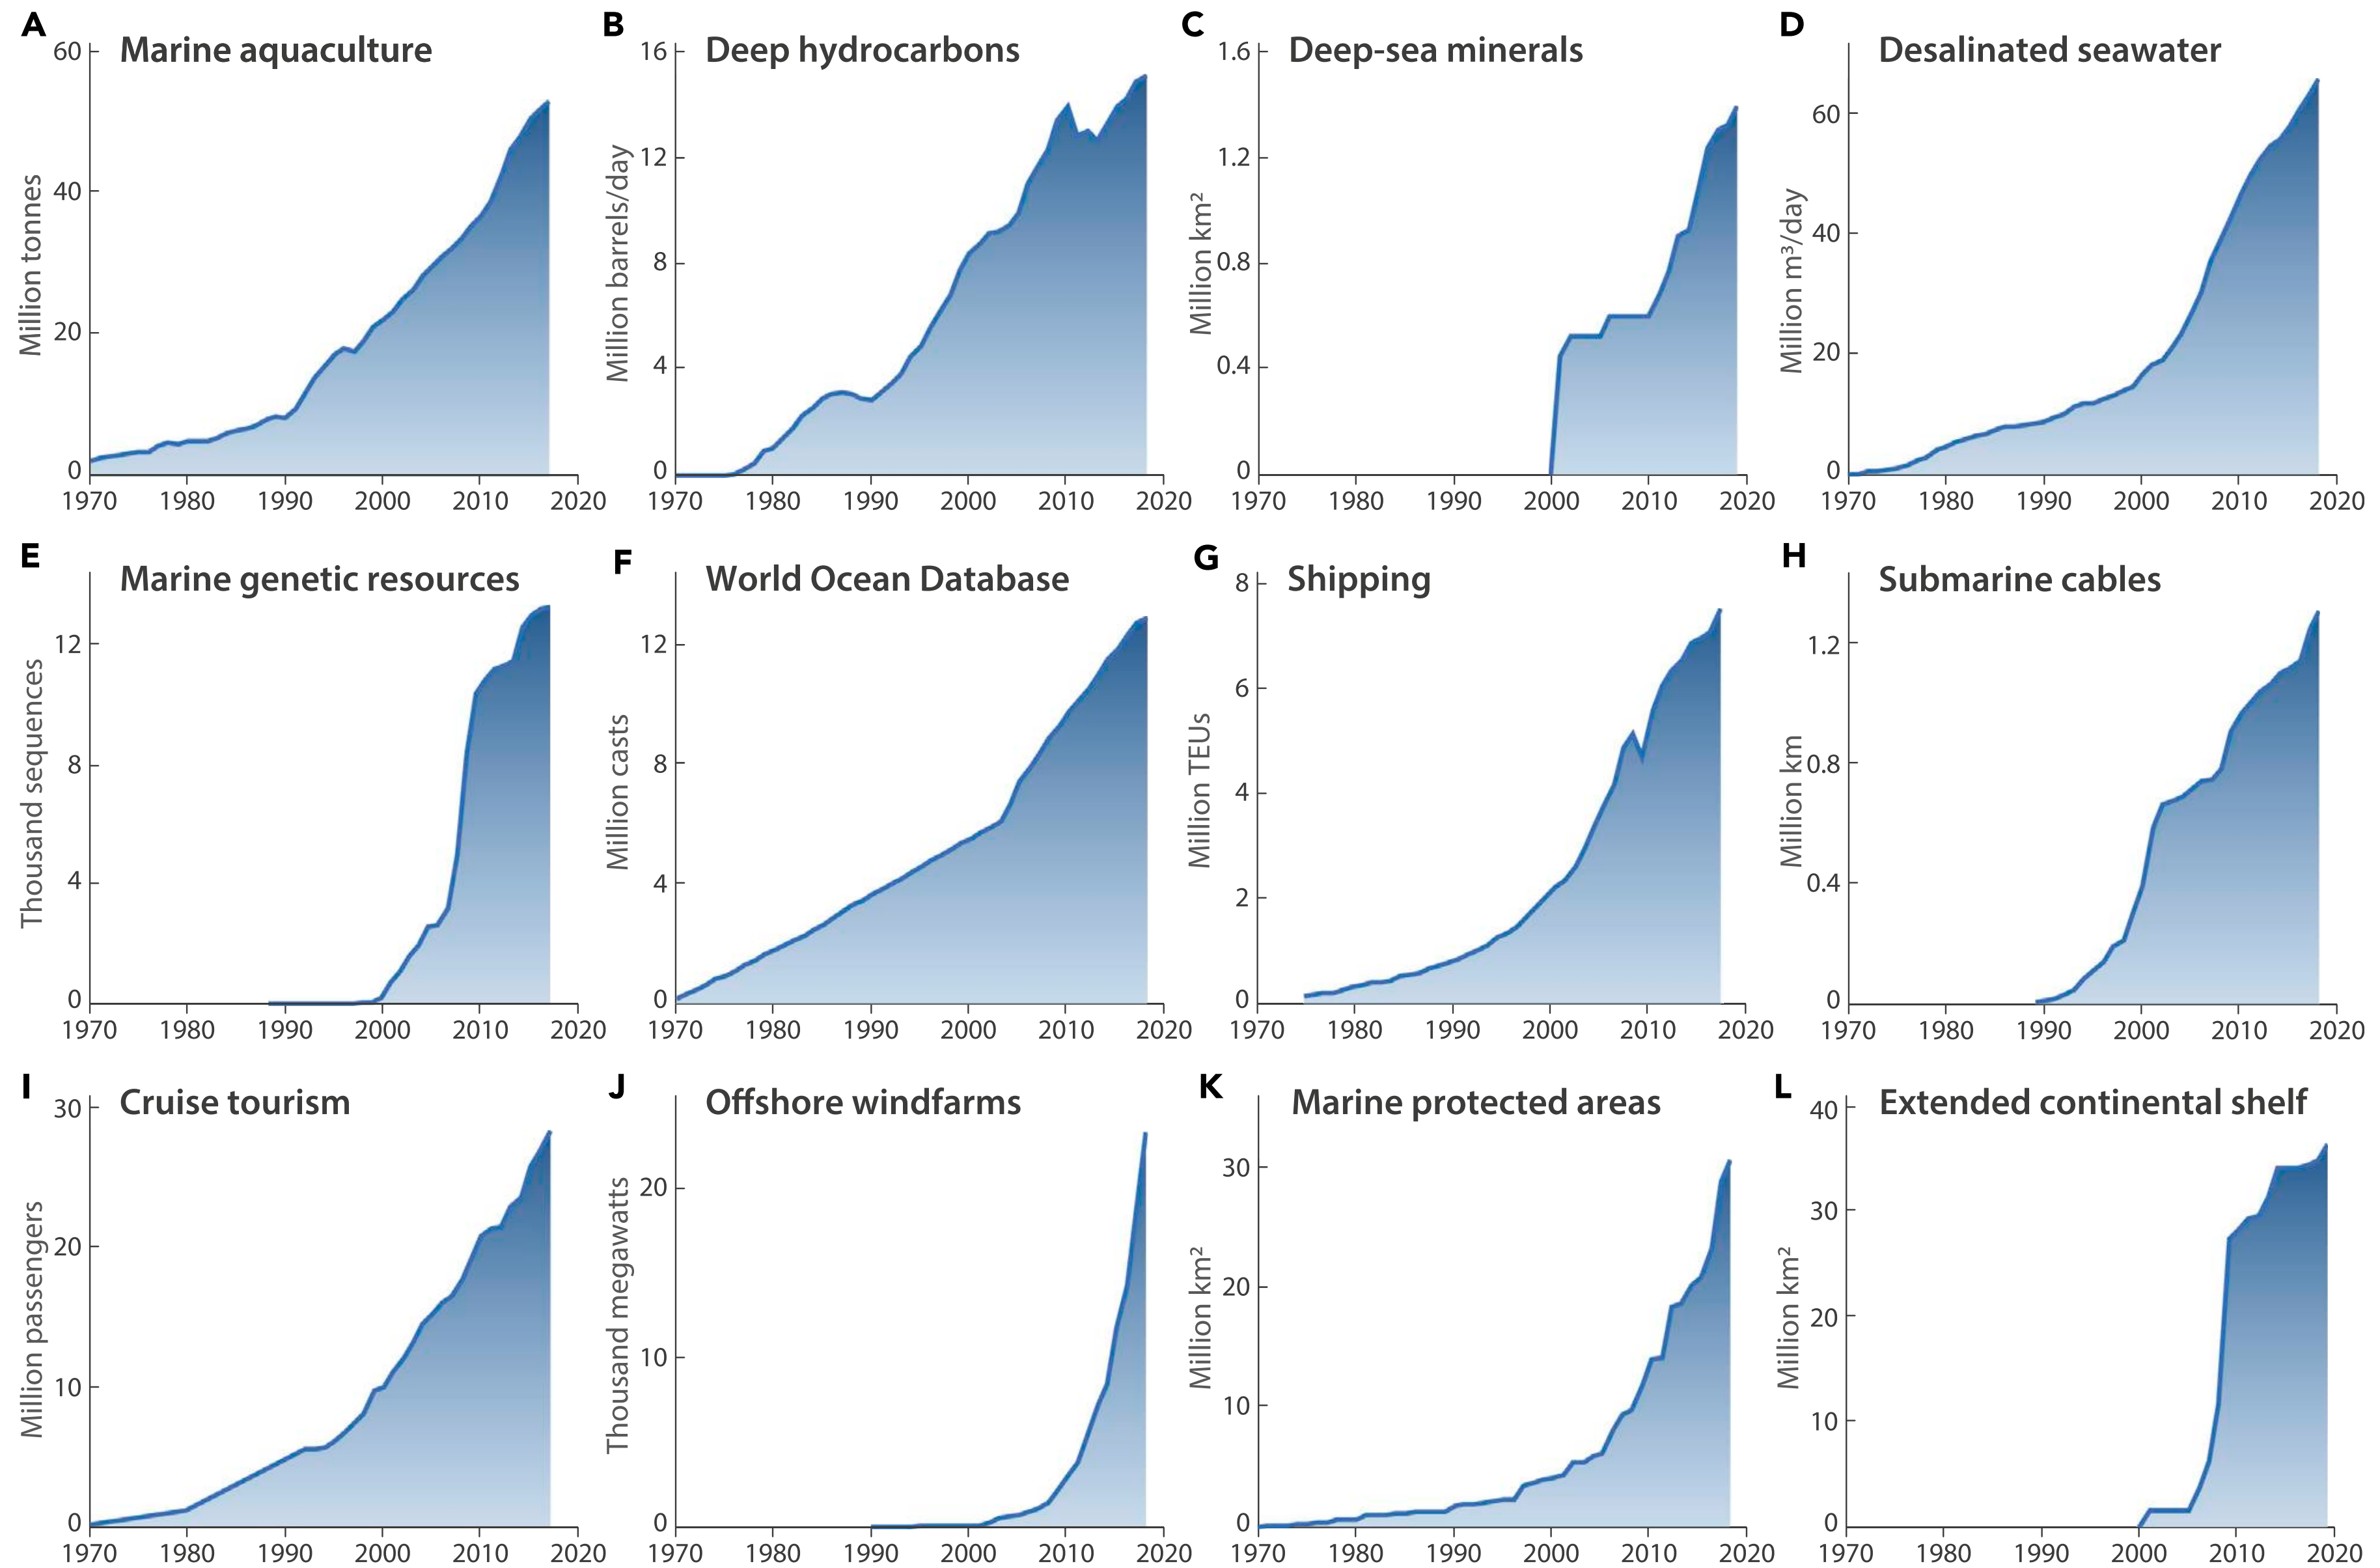 A
Marine aquaculture
Million tonnes
60
40
20
0
1970 1980 1990 2000 2010 2020
B
Deep hydrocarbons
Million barrels/day
16
12
8
4
0
1970 1980 1990 2000 2010 2020
C
Deep-sea minerals
Million km²
1.6
1.2
0.8
0.4
0
1970 1980 1990 2000 2010 2020
D
Desalinated seawater
Million m³/day
60
40
20
0
1970 1980 1990 2000 2010 2020
E
Marine genetic resources
Thousand sequences
12
8
4
0
1970 1980 1990 2000 2010 2020
F
World Ocean Database
Million casts
12
8
4
0
1970 1980 1990 2000 2010 2020
G
Shipping
Million TEUs
8
6
4
2
0
1970 1980 1990 2000 2010 2020
H
Submarine cables
Million km
1.2
0.8
0.4
0
1970 1980 1990 2000 2010 2020
I
Cruise tourism
Million passengers
30
20
10
0
1970 1980 1990 2000 2010 2020
J
Offshore windfarms
Thousand megawatts
20
10
0
1970 1980 1990 2000 2010 2020
K
Marine protected areas
Million km²
30
20
10
0
1970 1980 1990 2000 2010 2020
L
Extended continental shelf
Million km²
40
30
20
10
0
1970 1980 1990 2000 2010 2020